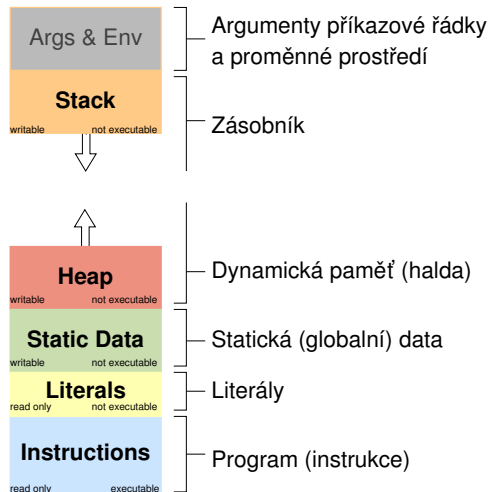 Args & Env
Argumenty příkazové řádky
a proměnné prostředí
Stack
writable not executable
Zásobník
Heap
writable not executable
Dynamická paměť (halda)
Static Data
writable not executable
Statická (globalní) data
Literals
read only not executable
Literály
Instructions
read only executable
Program (instrukce)